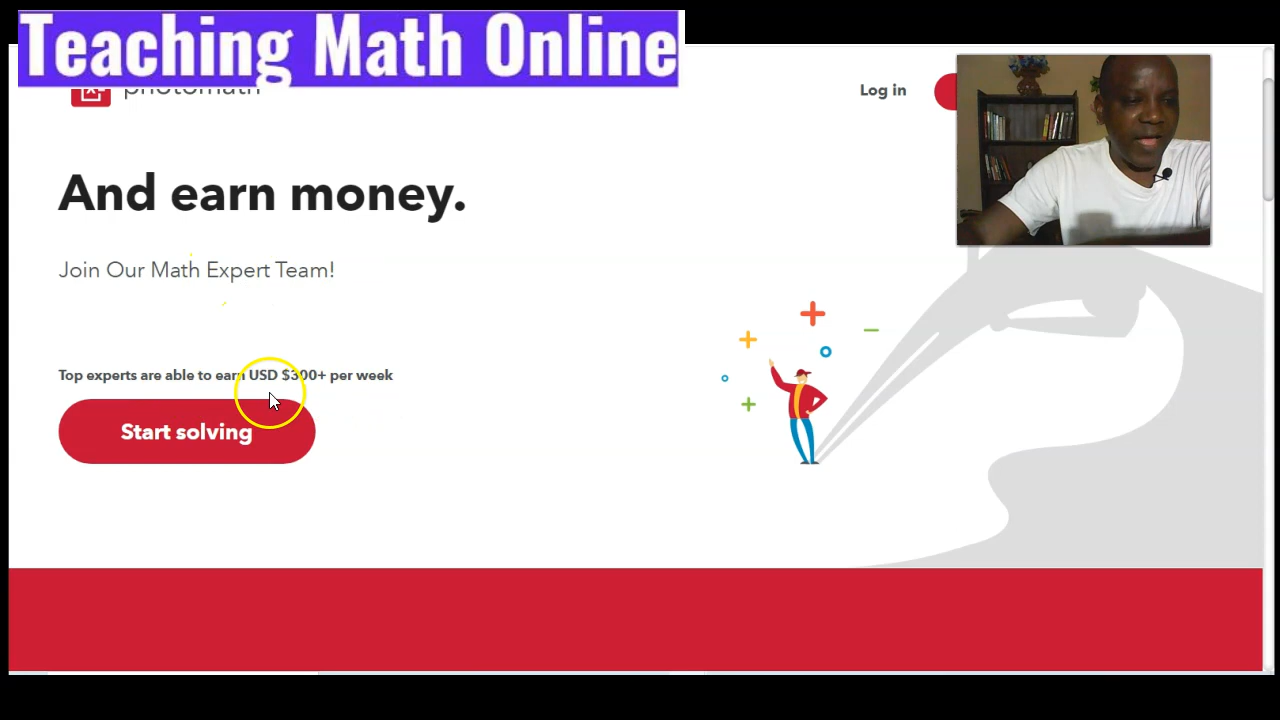 Teaching Math Online
photomath
Log in
And earn money.
Join Our Math Expert Team!
Top experts are able to earn USD $300+ per week
Start solving